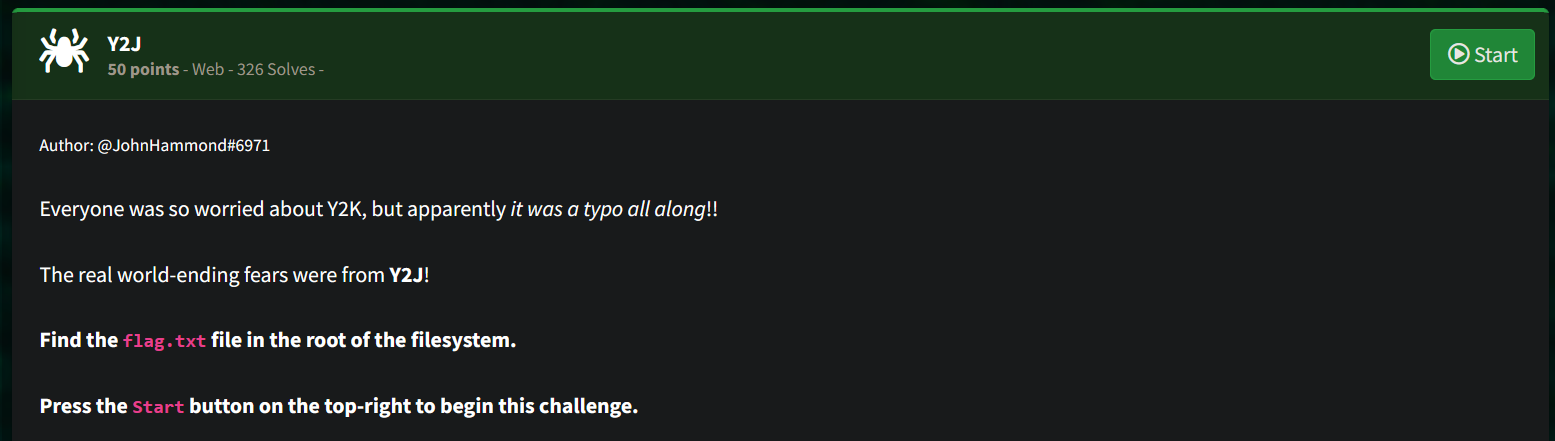 Y2J
50 points - Web - 326 Solves -
Start
Author: @JohnHammond#6971
Everyone was so worried about Y2K, but apparently it was a typo all along!!
The real world-ending fears were from Y2J!
Find the flag.txt file in the root of the filesystem.
Press the Start button on the top-right to begin this challenge.